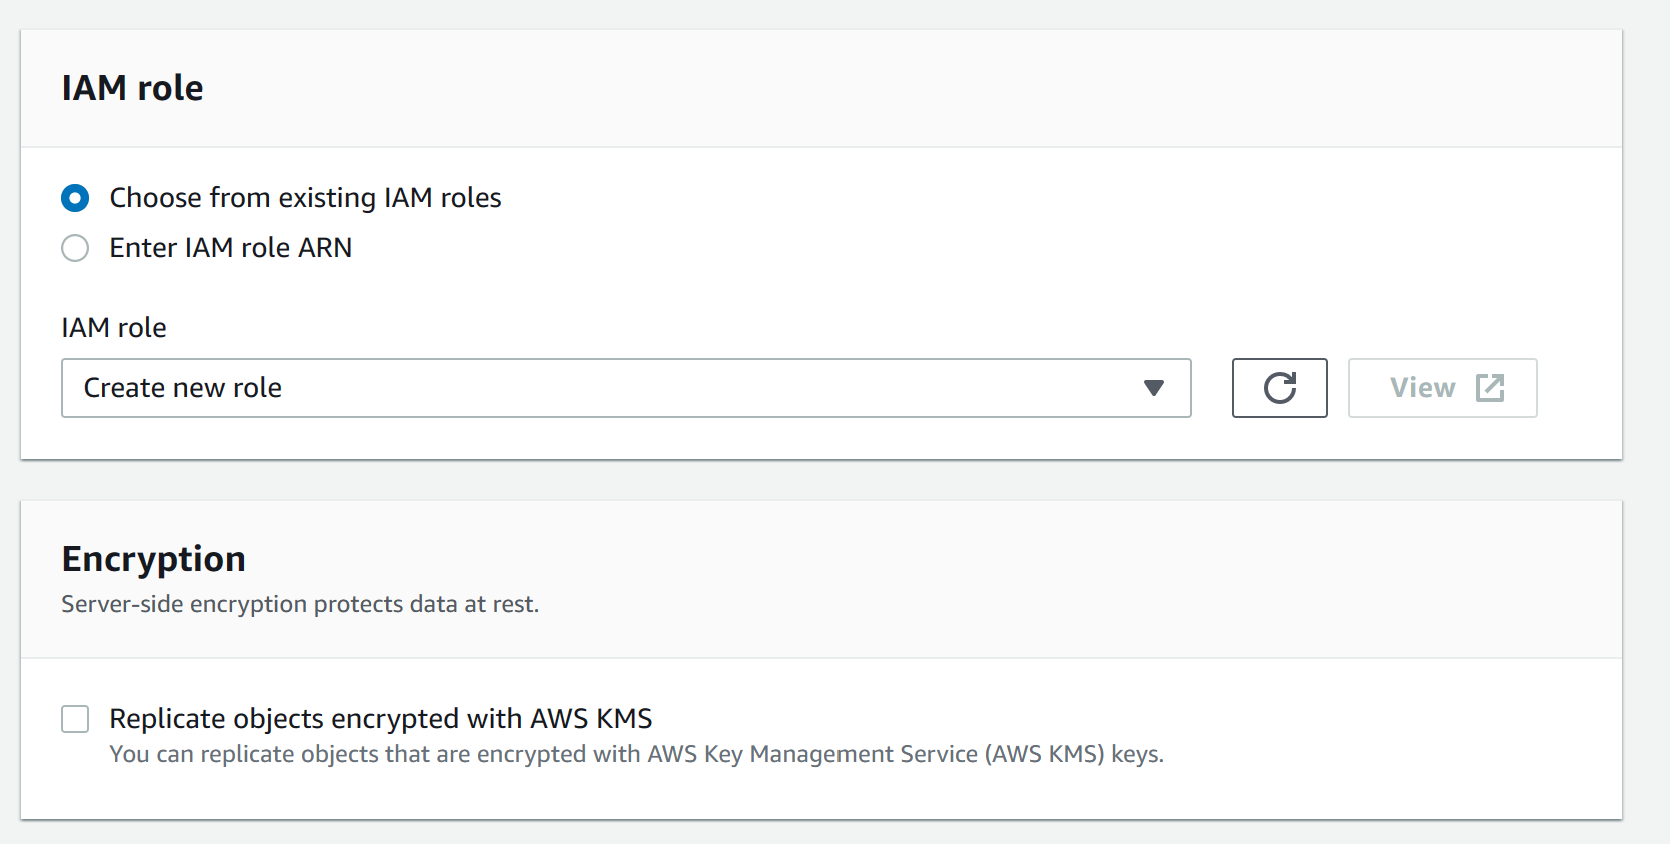 IAM role
Choose from existing IAM roles
Enter IAM role ARN
IAM role
Create new role
View
Encryption
Server-side encryption protects data at rest.
Replicate objects encrypted with AWS KMS
You can replicate objects that are encrypted with AWS Key Management Service (AWS KMS) keys.